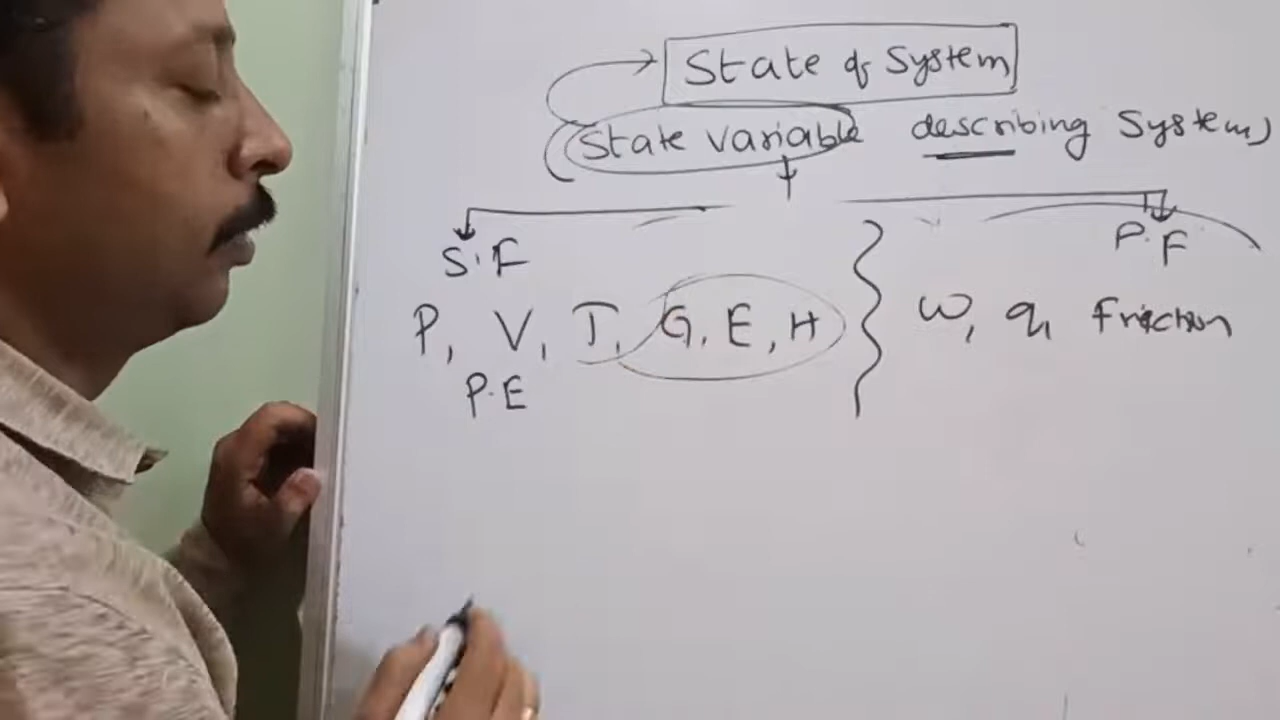 State of System
State variable describing System
S.F
P.F
P, V, T, G, E, H
w, q, friction
P.E